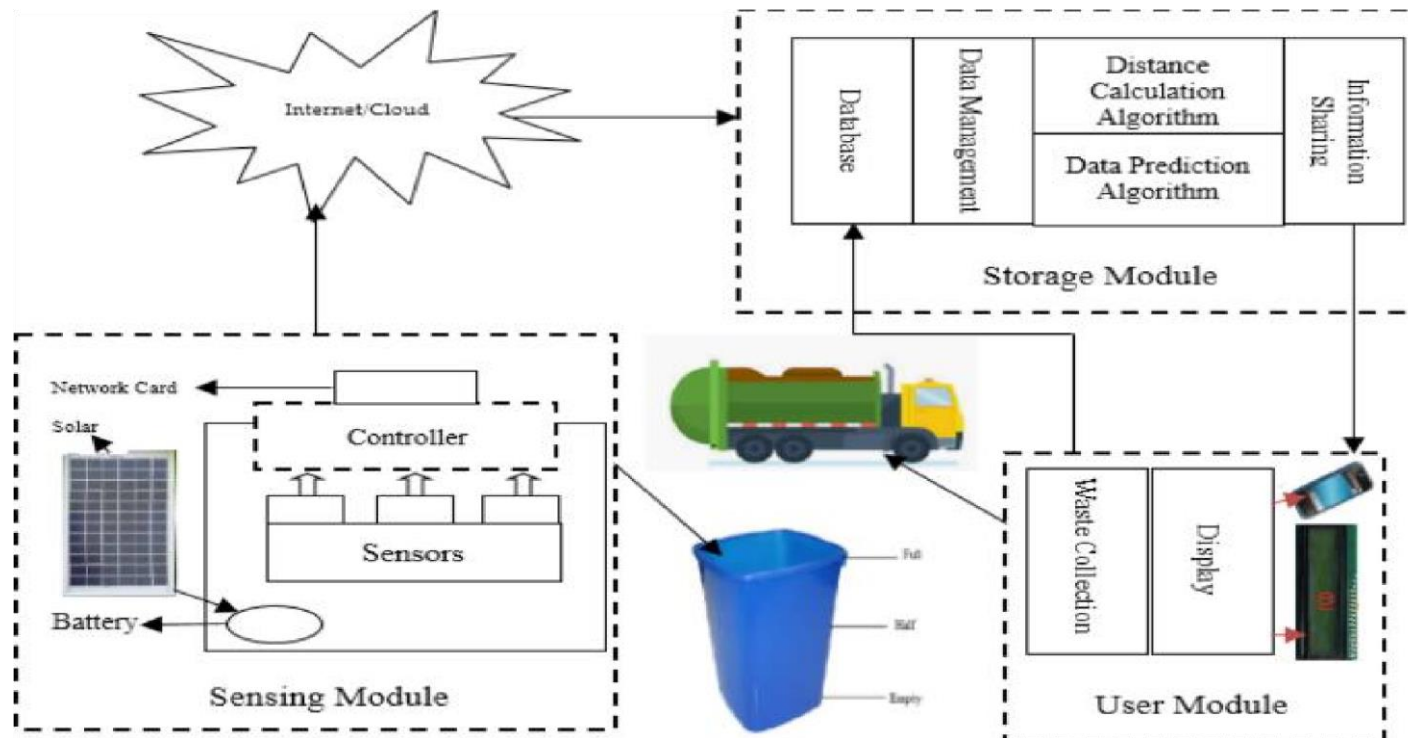 Internet/Cloud
Database
Data Management
Distance
Calculation
Algorithm
Data Prediction
Algorithm
Information
Sharing
Storage Module
Network Card
Solar
Controller
Sensors
Battery
Sensing Module
Full
Half
Empty
Waste Collection
Display
User Module